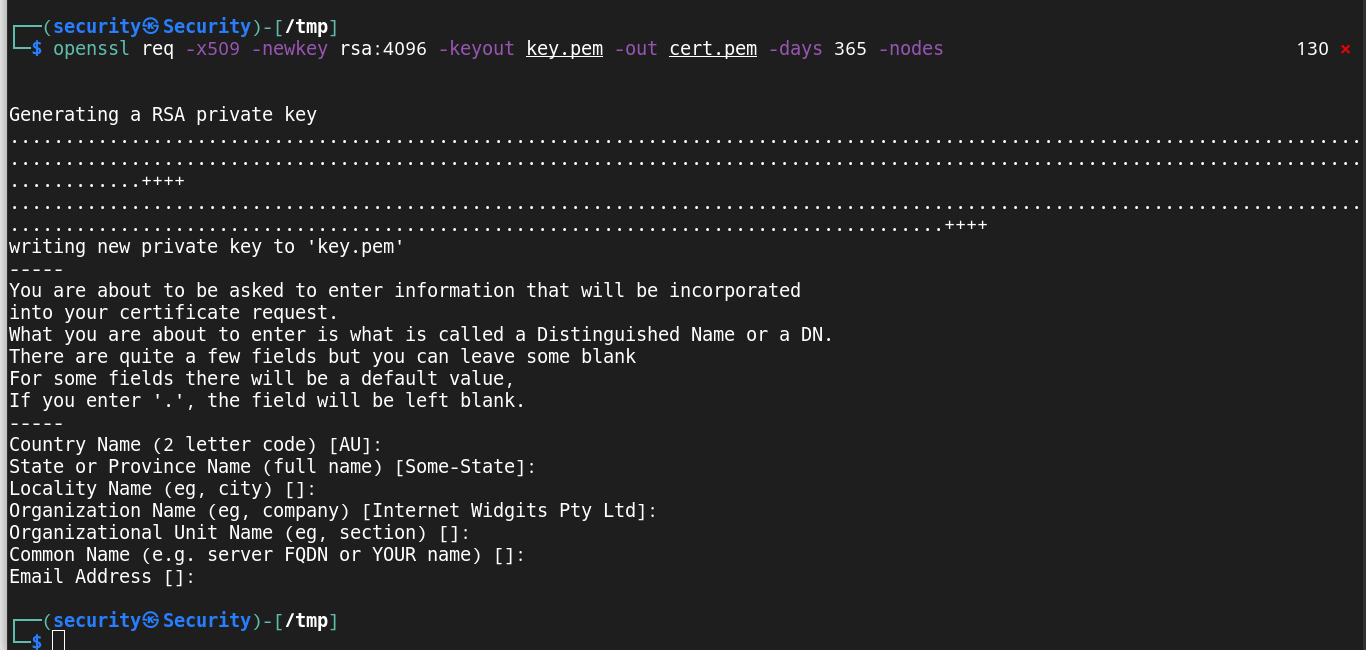 ┌──(security㉿Security)-[/tmp]
└─$ openssl req -x509 -newkey rsa:4096 -keyout key.pem -out cert.pem -days 365 -nodes 130 ⨯
Generating a RSA private key
...........................................................................................................................
...........................................................................................................................
............++++
...........................................................................................................................
.....................................................................................++++
writing new private key to 'key.pem'
-----
You are about to be asked to enter information that will be incorporated
into your certificate request.
What you are about to enter is what is called a Distinguished Name or a DN.
There are quite a few fields but you can leave some blank
For some fields there will be a default value,
If you enter '.', the field will be left blank.
-----
Country Name (2 letter code) [AU]:
State or Province Name (full name) [Some-State]:
Locality Name (eg, city) []:
Organization Name (eg, company) [Internet Widgits Pty Ltd]:
Organizational Unit Name (eg, section) []:
Common Name (e.g. server FQDN or YOUR name) []:
Email Address []:
┌──(security㉿Security)-[/tmp]
└─$